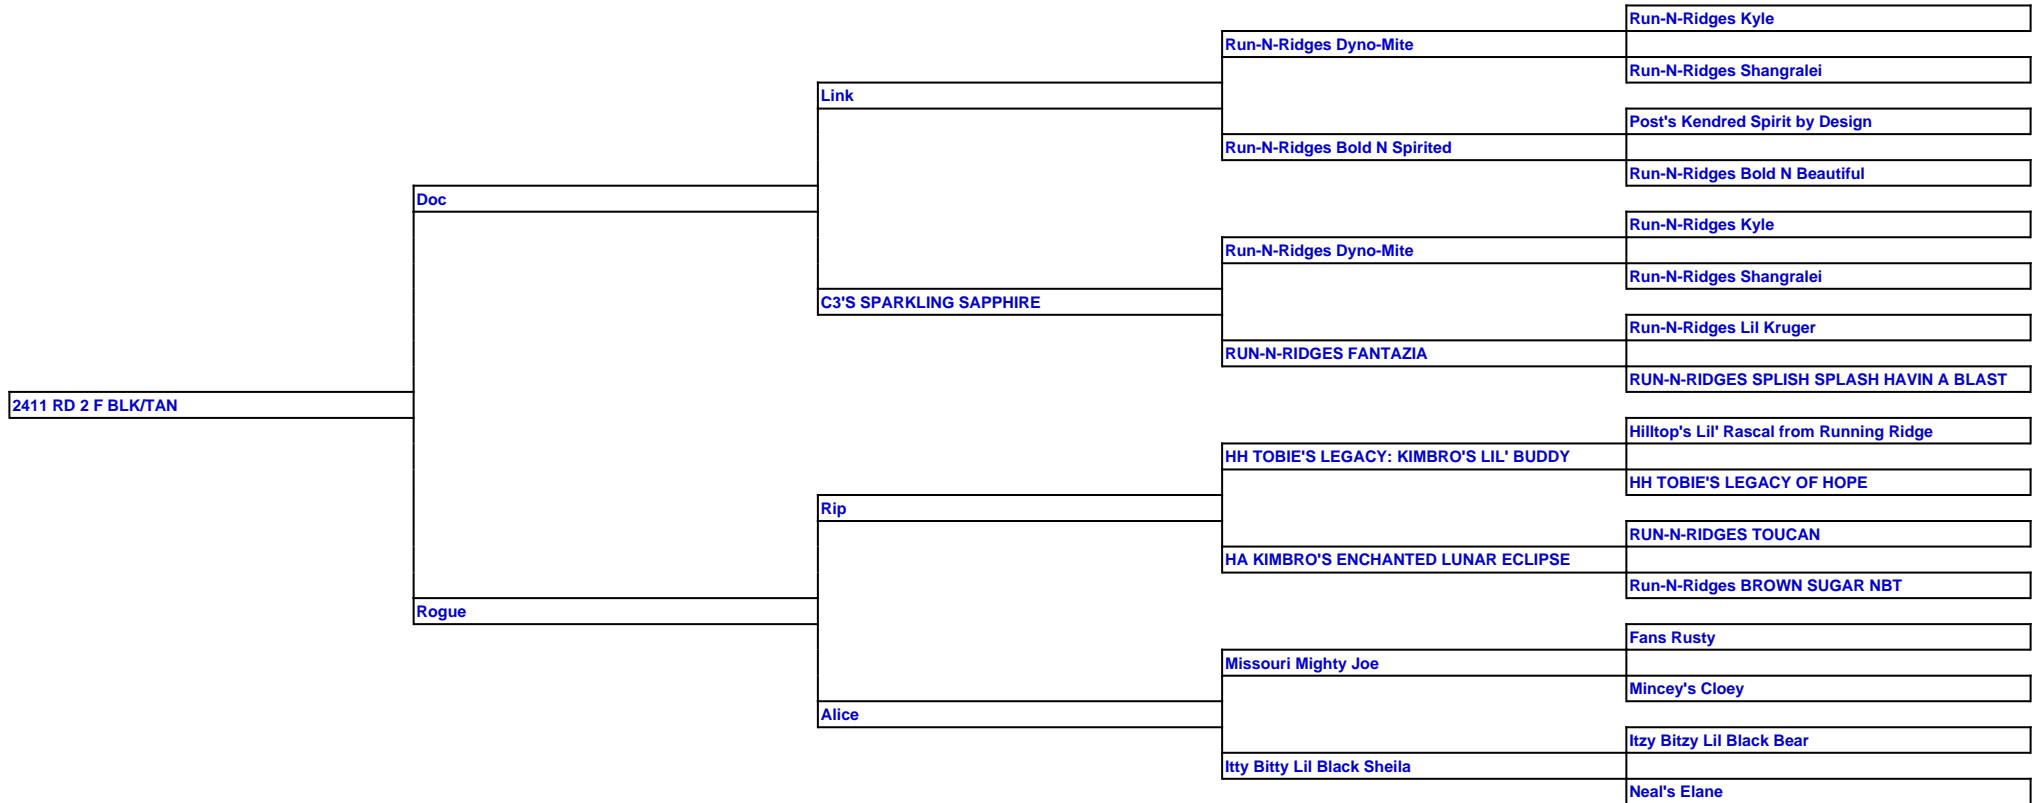 Run-N-Ridges Kyle
Run-N-Ridges Dyno-Mite
Run-N-Ridges Shangralei
Link
Post's Kendred Spirit by Design
Run-N-Ridges Bold N Spirited
Run-N-Ridges Bold N Beautiful
Doc
Run-N-Ridges Kyle
Run-N-Ridges Dyno-Mite
Run-N-Ridges Shangralei
C3'S SPARKLING SAPPHIRE
Run-N-Ridges Lil Kruger
RUN-N-RIDGES FANTAZIA
RUN-N-RIDGES SPLISH SPLASH HAVIN A BLAST
2411 RD 2 F BLK/TAN
Hilltop's Lil' Rascal from Running Ridge
HH TOBIE'S LEGACY: KIMBRO'S LIL' BUDDY
HH TOBIE'S LEGACY OF HOPE
Rip
RUN-N-RIDGES TOUCAN
HA KIMBRO'S ENCHANTED LUNAR ECLIPSE
Run-N-Ridges BROWN SUGAR NBT
Rogue
Fans Rusty
Missouri Mighty Joe
Mincey's Cloey
Alice
Itzy Bitzy Lil Black Bear
Itty Bitty Lil Black Sheila
Neal's Elane